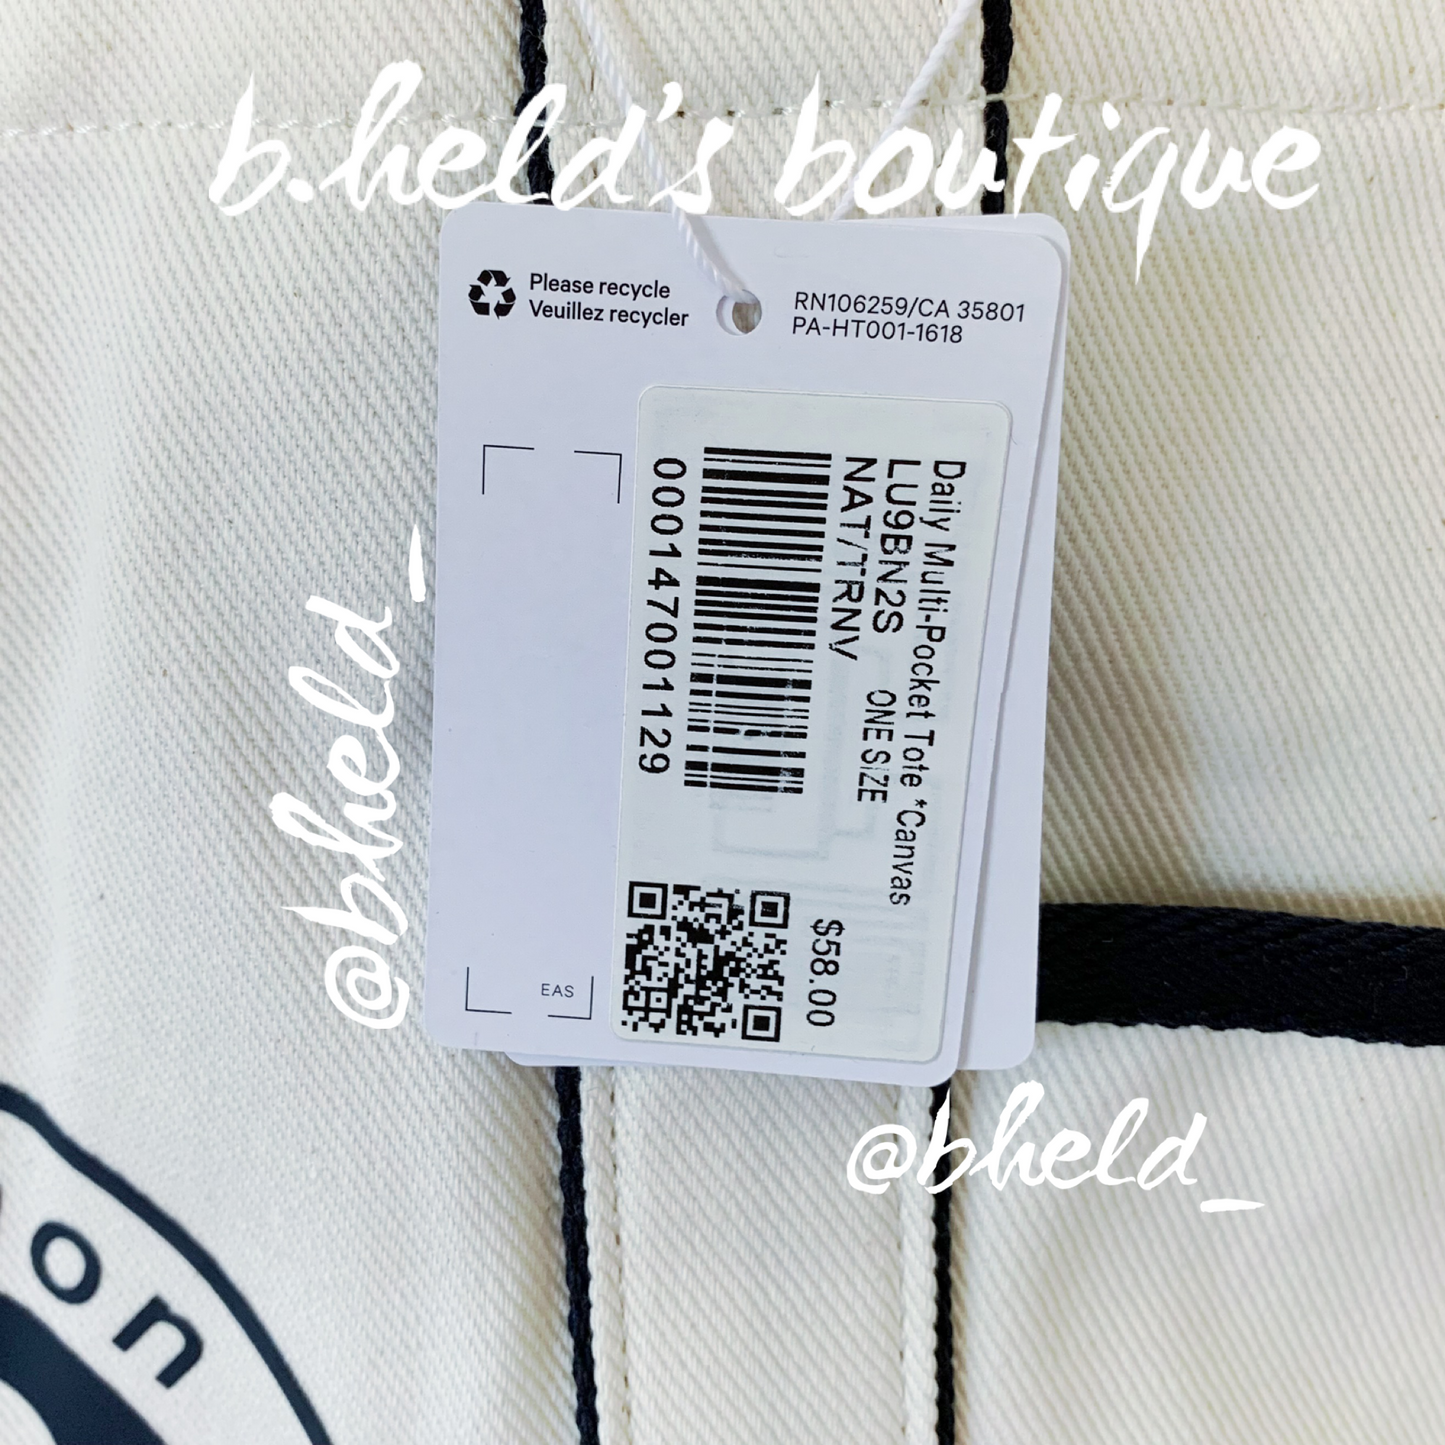 b.held's boutique
Please recycle
Veuillez recycler
RN106259/CA 35801
PA-HT001-1618
Daily Multi-Pocket Tote *Canvas
LU9BN2S ONE SIZE
NAT/TRNV
000147001129
$58.00
EAS
@bheld_
@bheld_
on